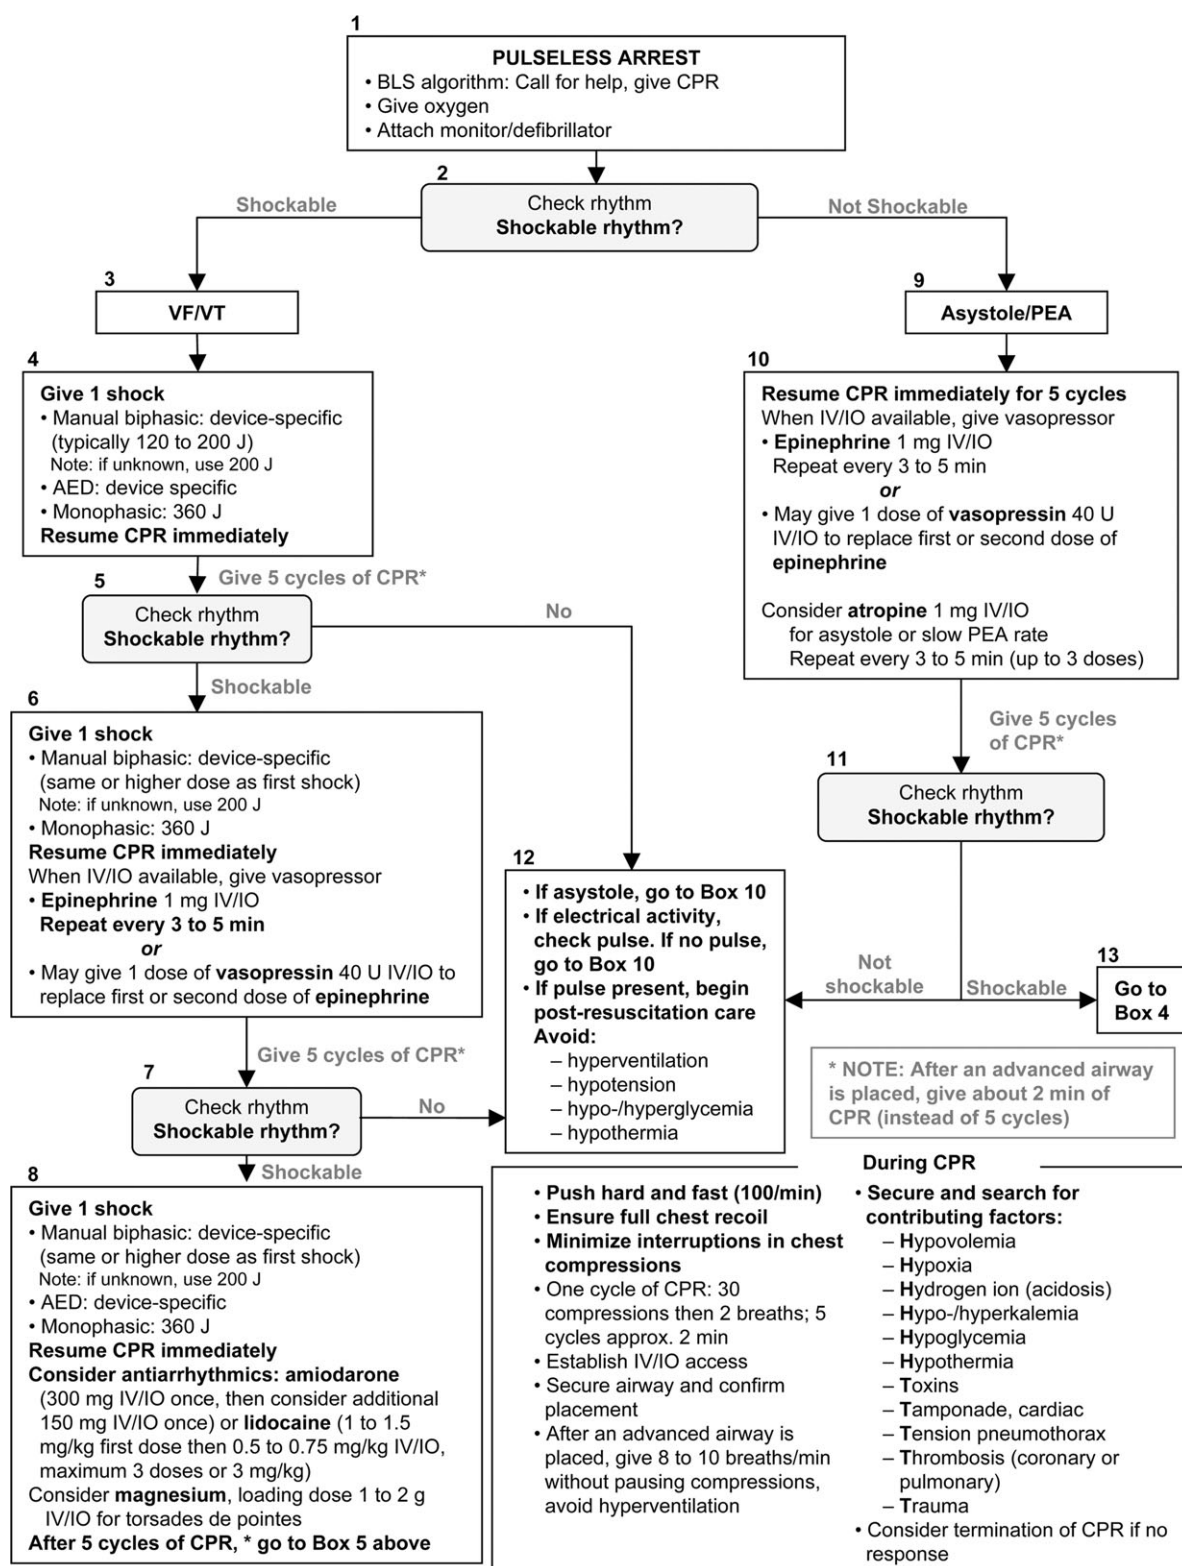 1
PULSELESS ARREST
• BLS algorithm: Call for help, give CPR
• Give oxygen
• Attach monitor/defibrillator
2
Check rhythm
Shockable rhythm?
Shockable
Not Shockable
3
VF/VT
4
Give 1 shock
• Manual biphasic: device-specific
(typically 120 to 200 J)
Note: if unknown, use 200 J
• AED: device specific
• Monophasic: 360 J
Resume CPR immediately
Give 5 cycles of CPR*
5
Check rhythm
Shockable rhythm?
No
Shockable
6
Give 1 shock
• Manual biphasic: device-specific
(same or higher dose as first shock)
Note: if unknown, use 200 J
• Monophasic: 360 J
Resume CPR immediately
When IV/IO available, give vasopressor
• Epinephrine 1 mg IV/IO
Repeat every 3 to 5 min
or
• May give 1 dose of vasopressin 40 U IV/IO to
replace first or second dose of epinephrine
Give 5 cycles of CPR*
7
Check rhythm
Shockable rhythm?
No
Shockable
8
Give 1 shock
• Manual biphasic: device-specific
(same or higher dose as first shock)
Note: if unknown, use 200 J
• AED: device-specific
• Monophasic: 360 J
Resume CPR immediately
Consider antiarrhythmics: amiodarone
(300 mg IV/IO once, then consider additional
150 mg IV/IO once) or lidocaine (1 to 1.5
mg/kg first dose then 0.5 to 0.75 mg/kg IV/IO,
maximum 3 doses or 3 mg/kg)
Consider magnesium, loading dose 1 to 2 g
IV/IO for torsades de pointes
After 5 cycles of CPR, * go to Box 5 above
9
Asystole/PEA
10
Resume CPR immediately for 5 cycles
When IV/IO available, give vasopressor
• Epinephrine 1 mg IV/IO
Repeat every 3 to 5 min
or
• May give 1 dose of vasopressin 40 U
IV/IO to replace first or second dose of
epinephrine
Consider atropine 1 mg IV/IO
for asystole or slow PEA rate
Repeat every 3 to 5 min (up to 3 doses)
Give 5 cycles
of CPR*
11
Check rhythm
Shockable rhythm?
Not
shockable
Shockable
12
• If asystole, go to Box 10
• If electrical activity,
check pulse. If no pulse,
go to Box 10
• If pulse present, begin
post-resuscitation care
Avoid:
– hyperventilation
– hypotension
– hypo-/hyperglycemia
– hypothermia
13
Go to
Box 4
* NOTE: After an advanced airway
is placed, give about 2 min of
CPR (instead of 5 cycles)
During CPR
• Push hard and fast (100/min)
• Ensure full chest recoil
• Minimize interruptions in chest
compressions
• One cycle of CPR: 30
compressions then 2 breaths; 5
cycles approx. 2 min
• Establish IV/IO access
• Secure airway and confirm
placement
• After an advanced airway is
placed, give 8 to 10 breaths/min
without pausing compressions,
avoid hyperventilation
• Secure and search for
contributing factors:
– Hypovolemia
– Hypoxia
– Hydrogen ion (acidosis)
– Hypo-/hyperkalemia
– Hypoglycemia
– Hypothermia
– Toxins
– Tamponade, cardiac
– Tension pneumothorax
– Thrombosis (coronary or
pulmonary)
– Trauma
• Consider termination of CPR if no
response